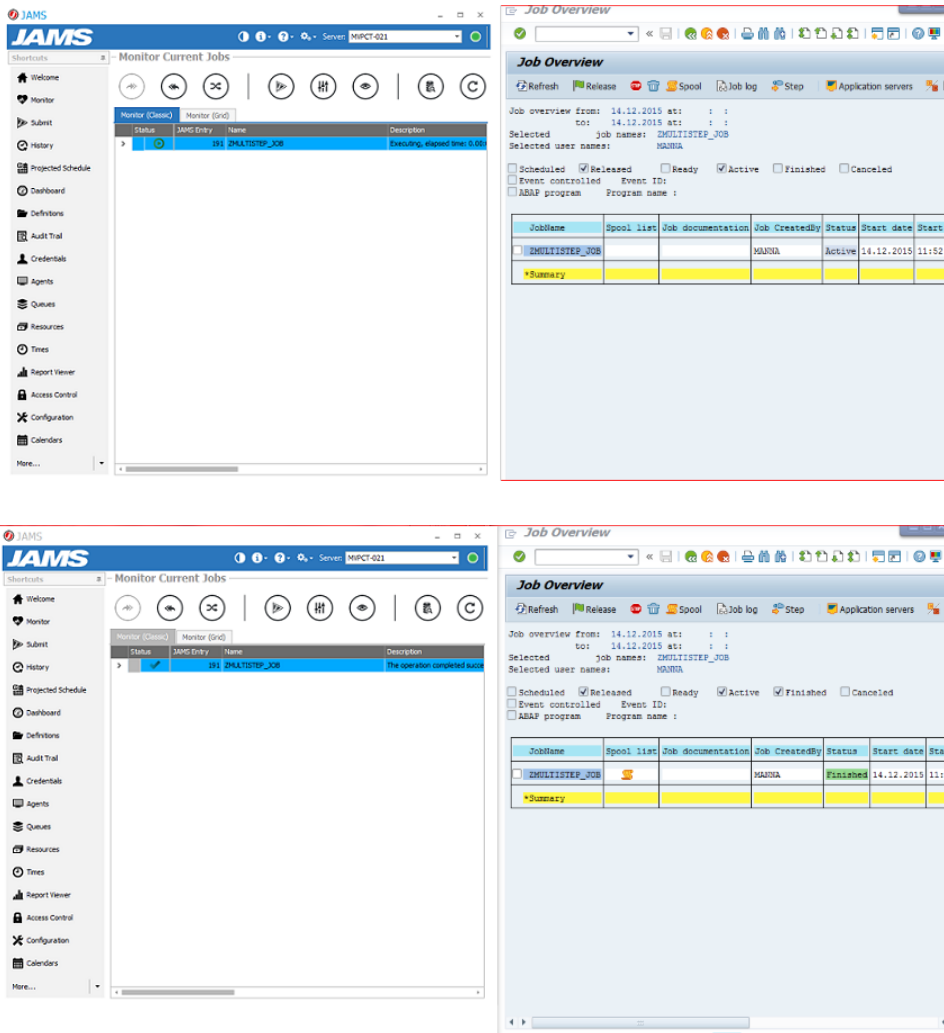 JAMS
JAMS
Server: MVPCT-021
Shortcuts
Welcome
Monitor
Submit
History
Projected Schedule
Dashboard
Definitions
Audit Trail
Credentials
Agents
Queues
Resources
Times
Report Viewer
Access Control
Configuration
Calendars
More...
Monitor Current Jobs
Monitor (Classic) Monitor (Grid)
Status JAMS Entry Name Description
191 ZMULTISTEP_JOB Executing, elapsed time: 0.00:
Job Overview
Job Overview
Refresh Release Spool Job log Step Application servers
Job overview from: 14.12.2015 at: : :
to: 14.12.2015 at: : :
Selected job names: ZMULTISTEP_JOB
Selected user names: MANNA
Scheduled Released Ready Active Finished Canceled
Event controlled Event ID:
ABAP program Program name :
JobName Spool list Job documentation Job CreatedBy Status Start date Start
ZMULTISTEP_JOB MANNA Active 14.12.2015 11:52
*Summary
JAMS
JAMS
Server: MVPCT-021
Shortcuts
Welcome
Monitor
Submit
History
Projected Schedule
Dashboard
Definitions
Audit Trail
Credentials
Agents
Queues
Resources
Times
Report Viewer
Access Control
Configuration
Calendars
More...
Monitor Current Jobs
Monitor (Classic) Monitor (Grid)
Status JAMS Entry Name Description
191 ZMULTISTEP_JOB The operation completed succe
Job Overview
Job Overview
Refresh Release Spool Job log Step Application servers
Job overview from: 14.12.2015 at: : :
to: 14.12.2015 at: : :
Selected job names: ZMULTISTEP_JOB
Selected user names: MANNA
Scheduled Released Ready Active Finished Canceled
Event controlled Event ID:
ABAP program Program name :
JobName Spool list Job documentation Job CreatedBy Status Start date Sta
ZMULTISTEP_JOB MANNA Finished 14.12.2015 11:
*Summary